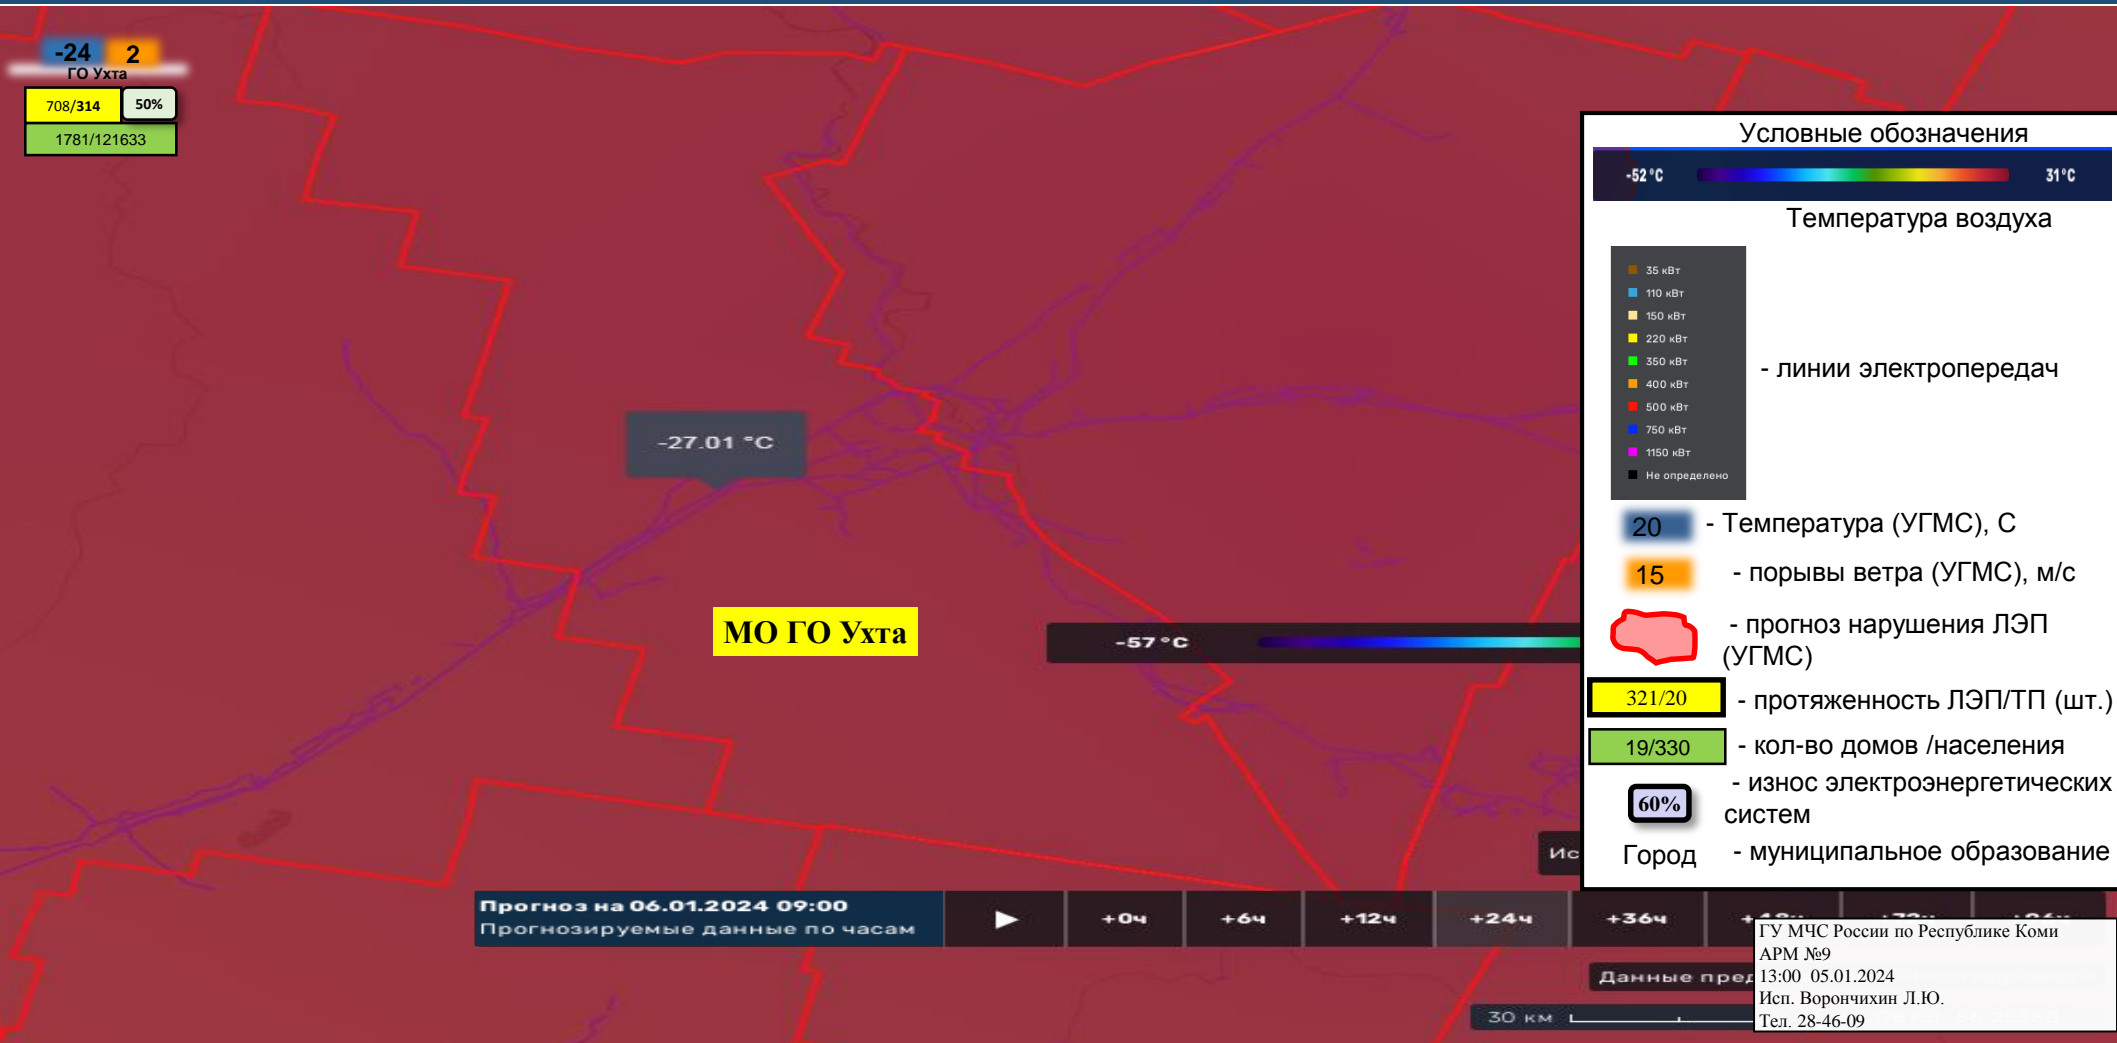 -24 2
ГО Ухта
708/314 50%
1781/121633
-27.01 °C
МО ГО Ухта
-57 °C
Условные обозначения
-52 °C 31 °C
Температура воздуха
35 кВт
110 кВт
150 кВт
220 кВт
350 кВт
400 кВт
500 кВт
750 кВт
1150 кВт
Не определено
- линии электропередач
20 - Температура (УГМС), С
15 - порывы ветра (УГМС), м/с
- прогноз нарушения ЛЭП
(УГМС)
321/20 - протяженность ЛЭП/ТП (шт.)
19/330 - кол-во домов /населения
- износ электроэнергетических
60% систем
Город - муниципальное образование
Прогноз на 06.01.2024 09:00
Прогнозируемые данные по часам
+0ч +6ч +12ч +24ч +36ч
30 км
ГУ МЧС России по Республике Коми
АРМ №9
13:00 05.01.2024
Исп. Ворончихин Л.Ю.
Тел. 28-46-09